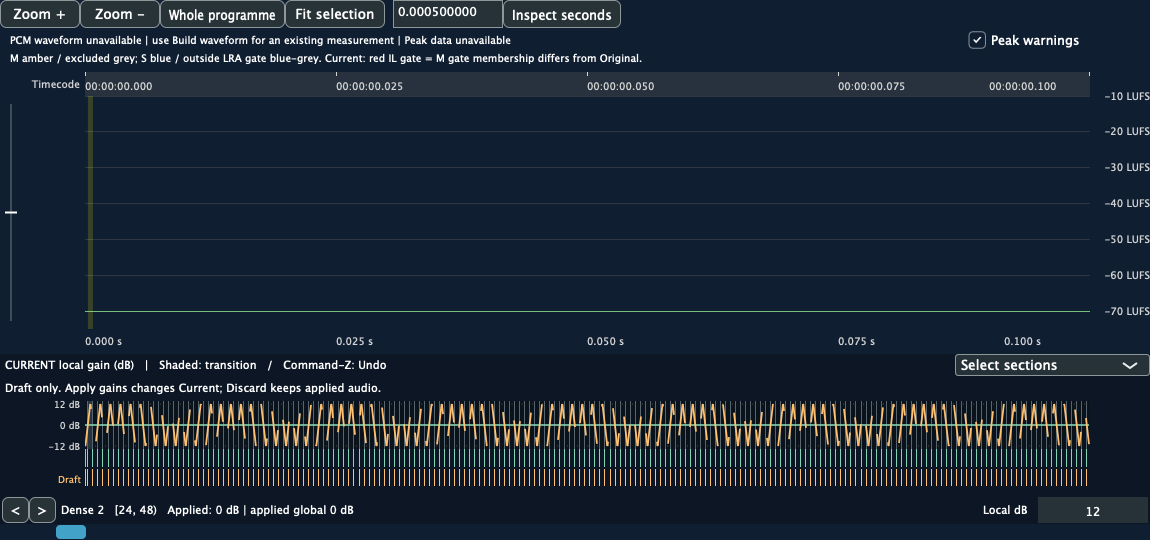 Zoom + Zoom – Whole programme Fit selection 0.000500000 Inspect seconds
PCM waveform unavailable | use Build waveform for an existing measurement | Peak data unavailable
Peak warnings
M amber / excluded grey; S blue / outside LRA gate blue-grey. Current: red IL gate = M gate membership differs from Original.
Timecode 00:00:00.000 00:00:00.025 00:00:00.050 00:00:00.075 00:00:00.100
-10 LUFS
-20 LUFS
-30 LUFS
-40 LUFS
-50 LUFS
-60 LUFS
-70 LUFS
0.000 s 0.025 s 0.050 s 0.075 s 0.100 s
CURRENT local gain (dB) | Shaded: transition / Command-Z: Undo
Select sections
Draft only. Apply gains changes Current; Discard keeps applied audio.
12 dB
0 dB
-12 dB
Draft
< > Dense 2 [24, 48) Applied: 0 dB | applied global 0 dB Local dB 12